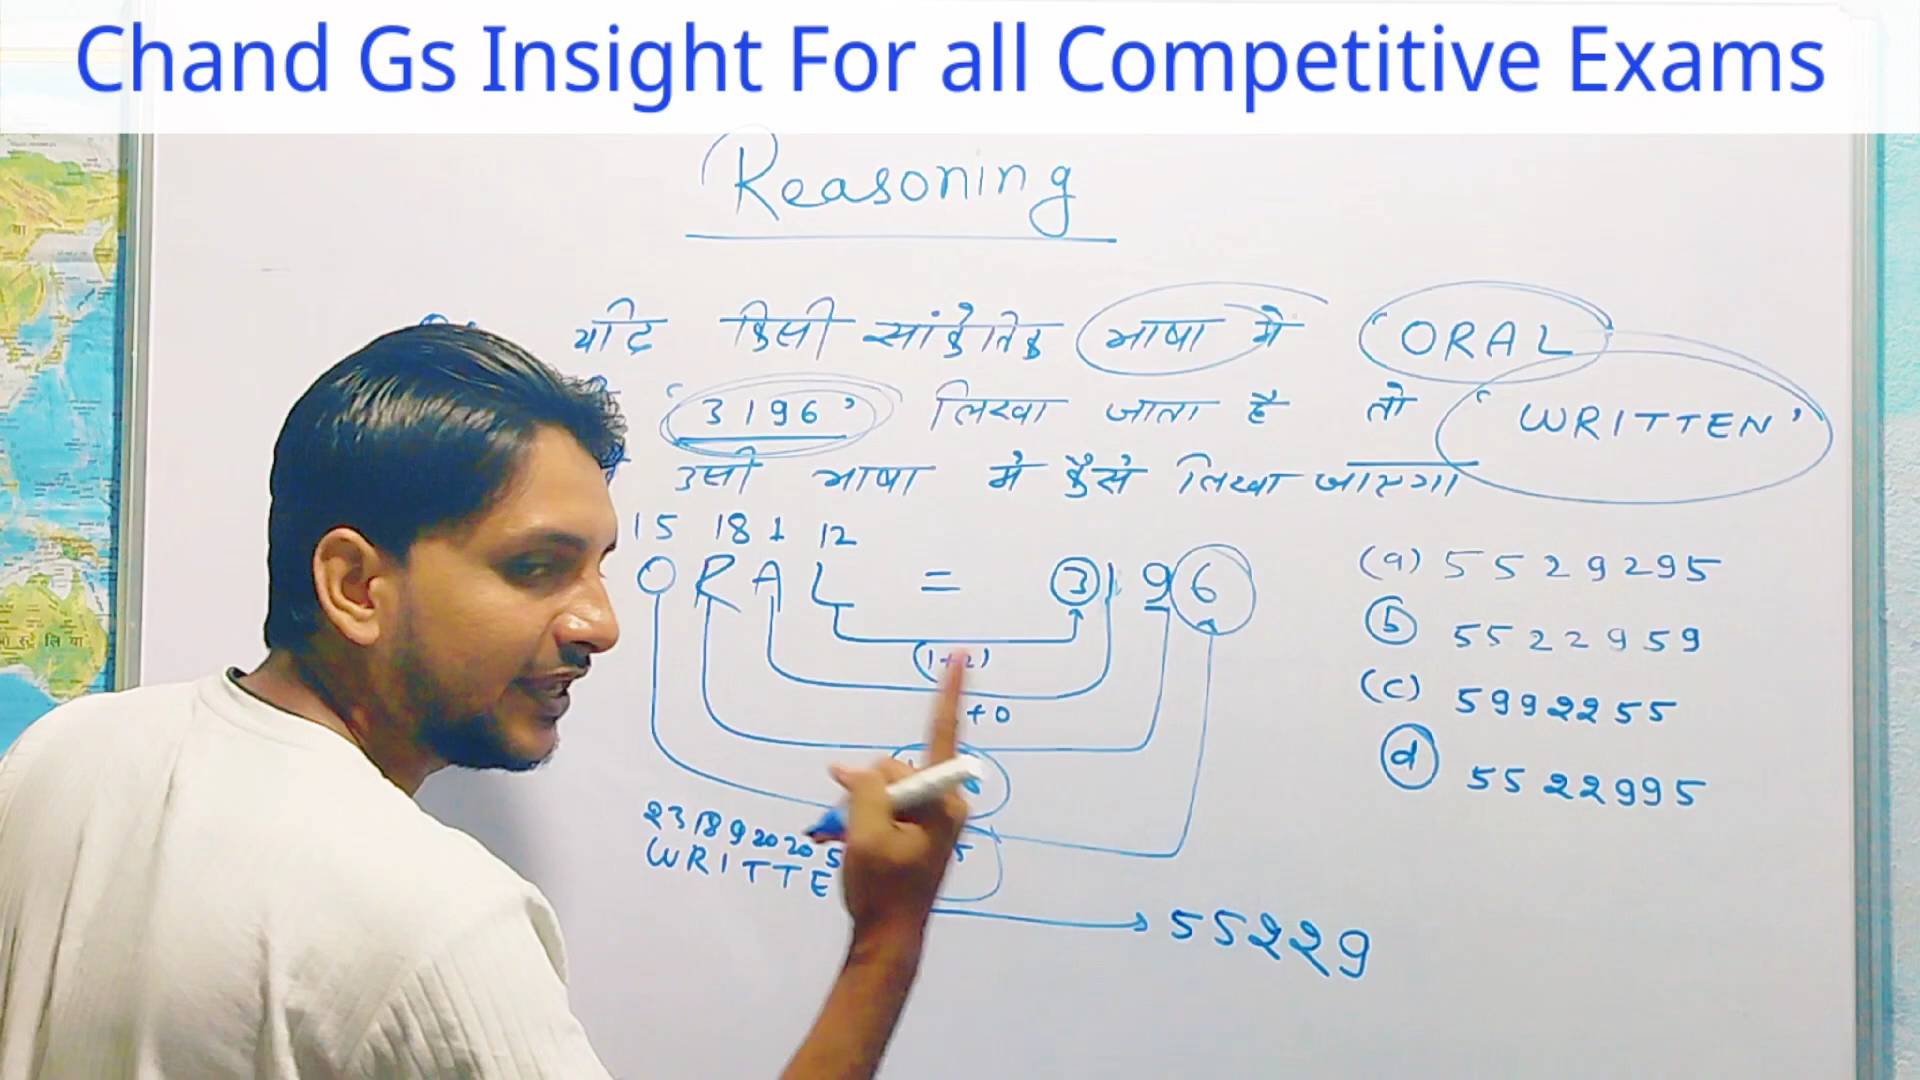 Chand Gs Insight For all Competitive Exams
Reasoning
यदि किसी सांकेतिक भाषा मे 'ORAL
'3196' लिखा जाता है तो 'WRITTEN'
उसी भाषा मे कैसे लिखा जाएगा
15 18 1 12
ORAL = 3196
(1+2)
+0
(a) 5529295
(b) 5522959
(c) 5992255
(d) 5522995
23 18 9 20 20 5
WRITTE
5
55229